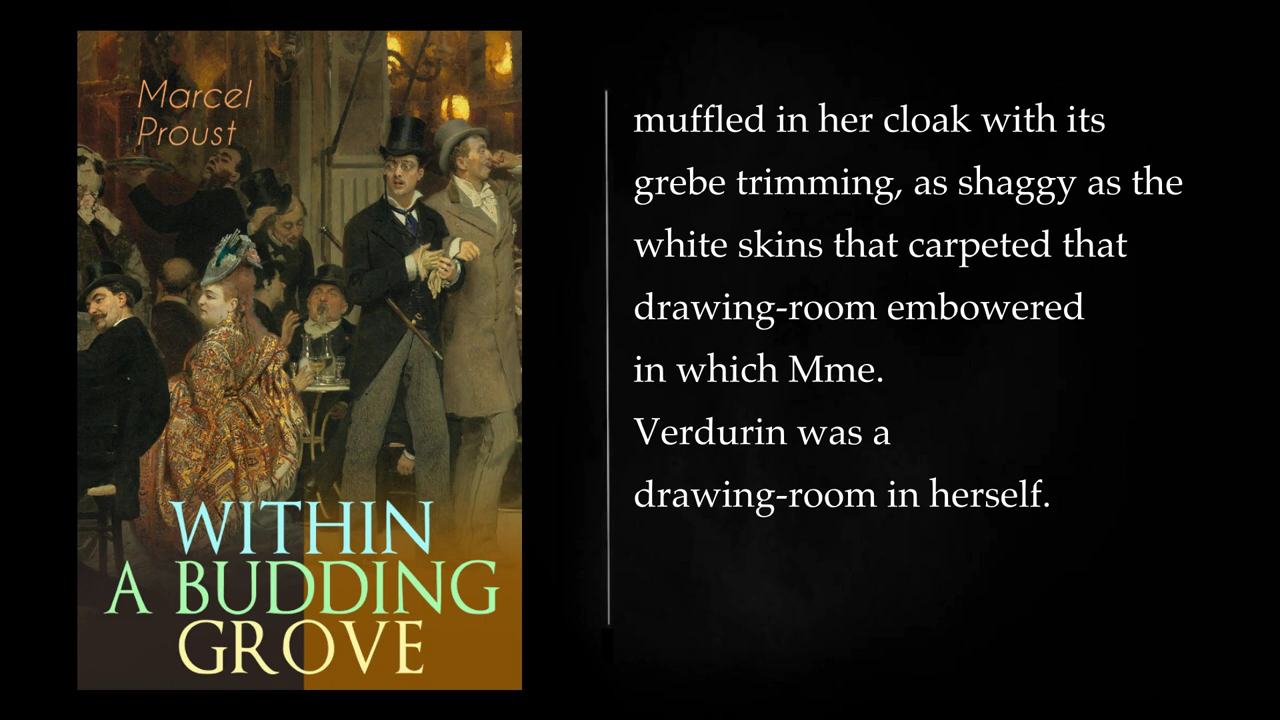 Marcel
Proust
WITHIN
A BUDDING
GROVE
muffled in her cloak with its
grebe trimming, as shaggy as the
white skins that carpeted that
drawing-room embowered
in which Mme.
Verdurin was a
drawing-room in herself.